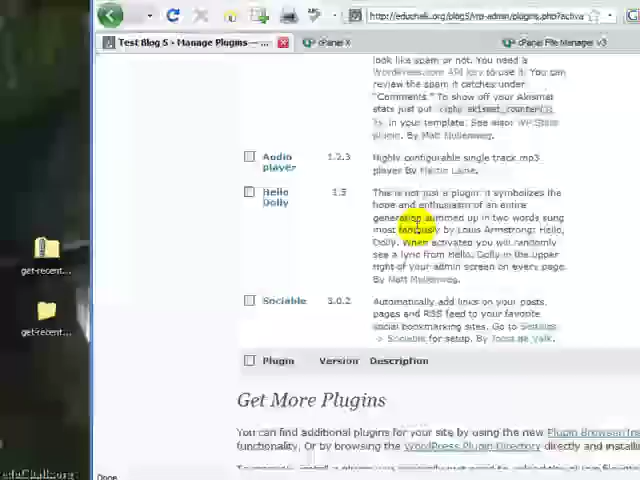 http://educhalk.org/blog5/wp-admin/plugins.php?activa
Test Blog 5 - Manage Plugins —...
cPanel X
cPanel File Manager v3
look like spam or not. You need a
WordPress.com API key to use it. You can
review the spam it catches under
"Comments." To show off your Akismet
stats just put <?php akismet_counter();
?> in your template. See also: WP Stats
plugin. By Matt Mullenweg.
Audio player 1.2.3 Highly configurable single track mp3
player By Martin Laine.
Hello Dolly 1.5 This is not just a plugin, it symbolizes the
hope and enthusiasm of an entire
generation summed up in two words sung
most famously by Louis Armstrong: Hello,
Dolly. When activated you will randomly
see a lyric from Hello, Dolly in the upper
right of your admin screen on every page.
By Matt Mullenweg.
get-recent...
get-recent...
Sociable 3.0.2 Automatically add links on your posts,
pages and RSS feed to your favorite
social bookmarking sites. Go to Settings
-> Sociable for setup. By Joost de Valk.
Plugin Version Description
Get More Plugins
You can find additional plugins for your site by using the new Plugin Browser/Ins
functionality. Or by browsing the WordPress Plugin Directory directly and installin
eduChalk.org
Done